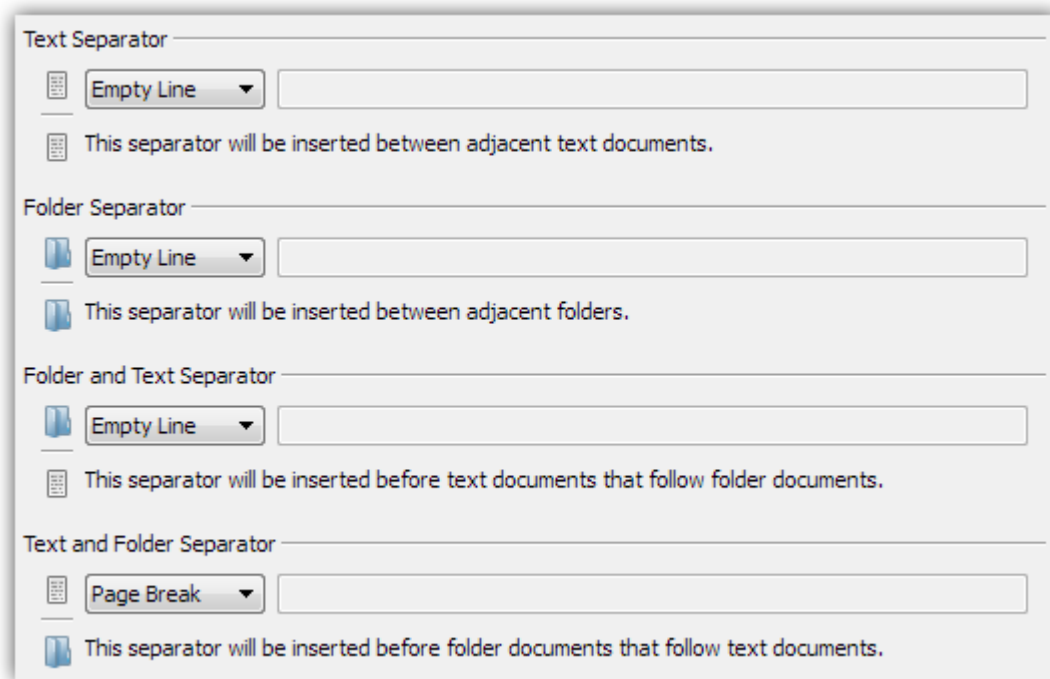 Text Separator
Empty Line
This separator will be inserted between adjacent text documents.
Folder Separator
Empty Line
This separator will be inserted between adjacent folders.
Folder and Text Separator
Empty Line
This separator will be inserted before text documents that follow folder documents.
Text and Folder Separator
Page Break
This separator will be inserted before folder documents that follow text documents.